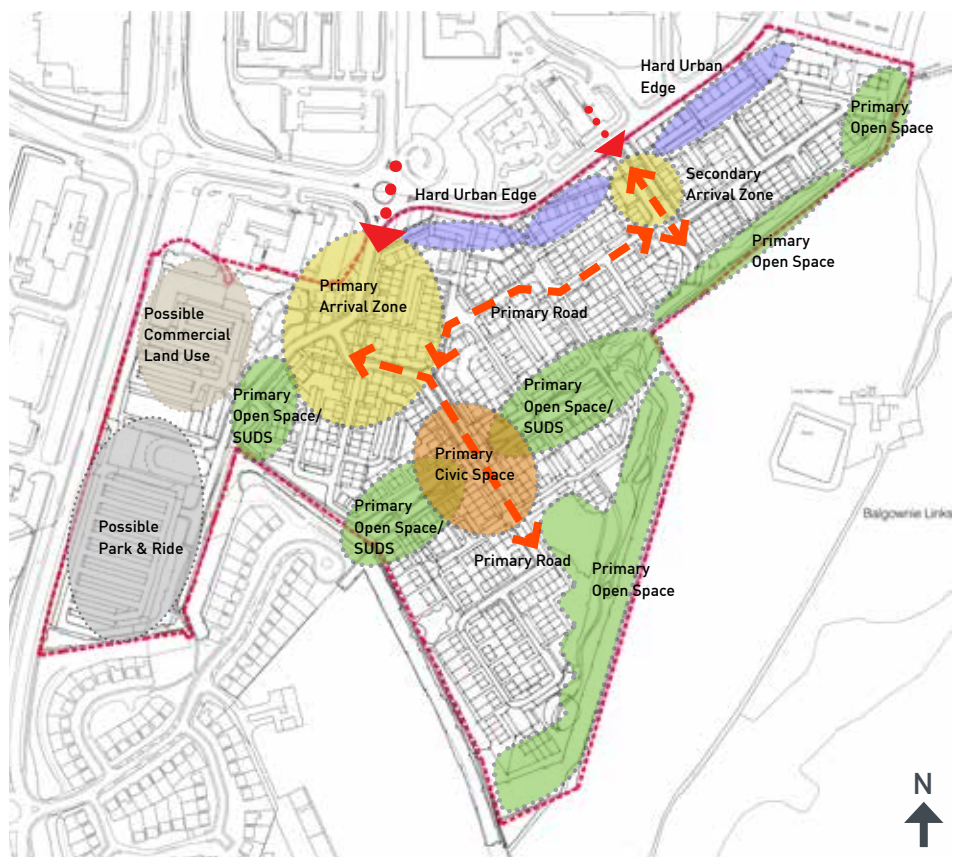 Hard Urban
Edge
Primary
Open Space
Secondary
Arrival Zone
Hard Urban Edge
Primary
Open Space
Primary
Arrival Zone
Possible
Commercial
Land Use
Primary Road
Primary
Open Space/
SUDS
Primary
Open Space/
SUDS
Primary
Civic Space
Primary
Open Space/
SUDS
Possible
Park & Ride
Primary Road
Primary
Open Space
Balgownie Links
N